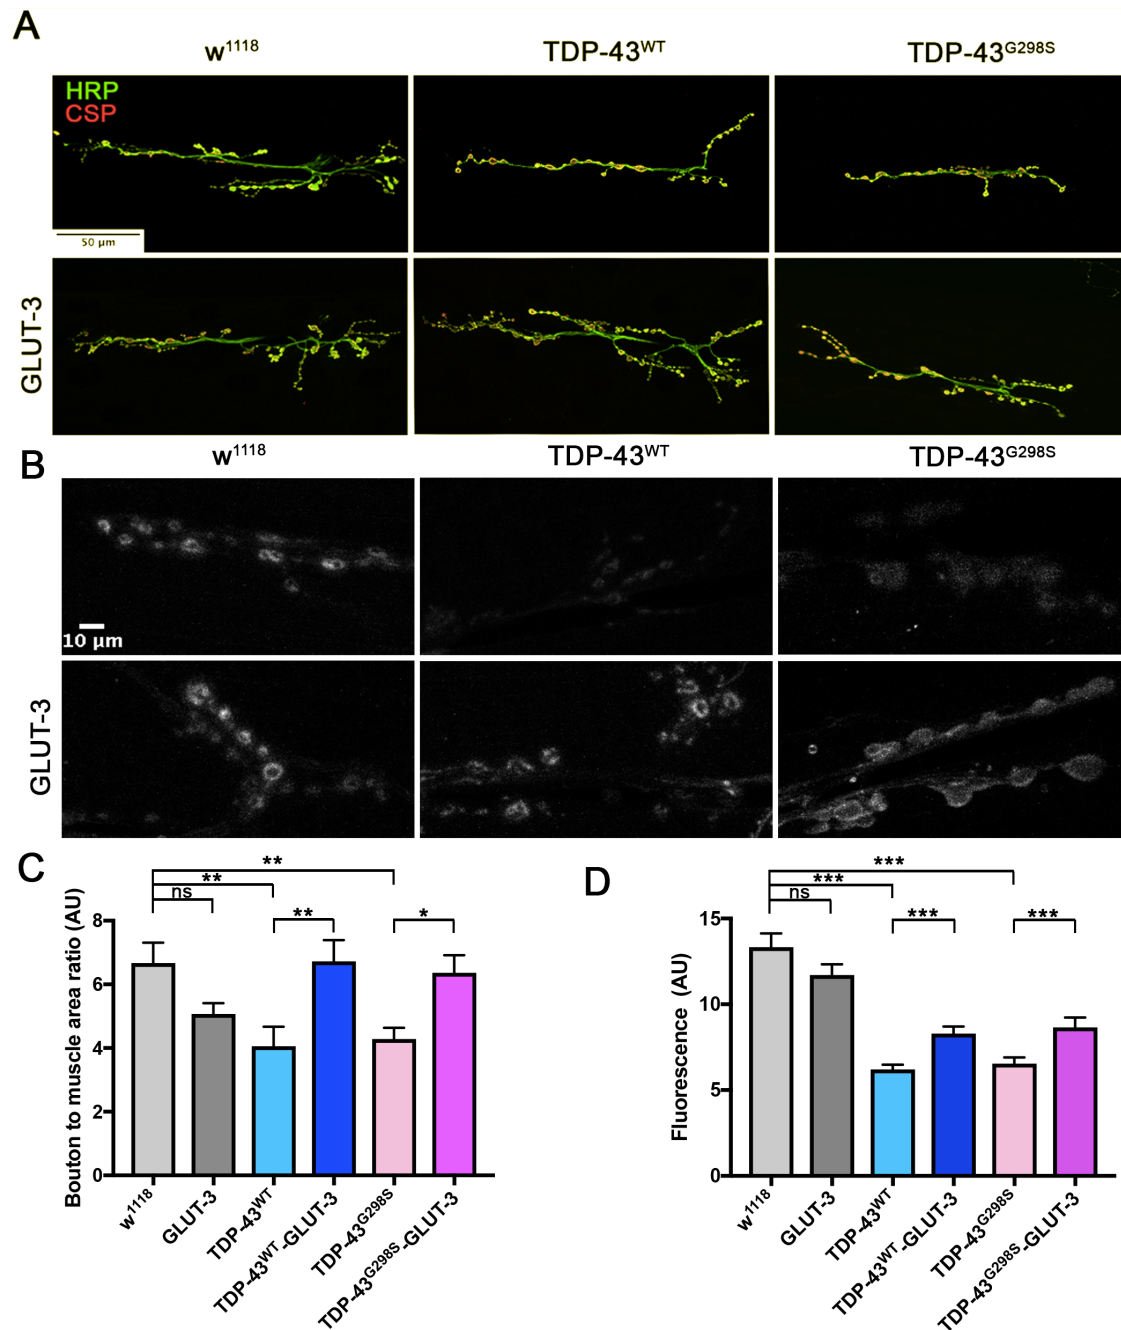 A
w1118 TDP-43WT TDP-43G298S
HRP
CSP
50 µm
GLUT-3
B
w1118 TDP-43WT TDP-43G298S
10 µm
GLUT-3
C
**
**
ns
** *
Bouton to muscle area ratio (AU)
8
6
4
2
0
w1118 GLUT-3 TDP-43WT TDP-43WT-GLUT-3 TDP-43G298S TDP-43G298S-GLUT-3
D
***
***
ns
*** ***
Fluorescence (AU)
15
10
5
0
w1118 GLUT-3 TDP-43WT TDP-43WT-GLUT-3 TDP-43G298S TDP-43G298S-GLUT-3